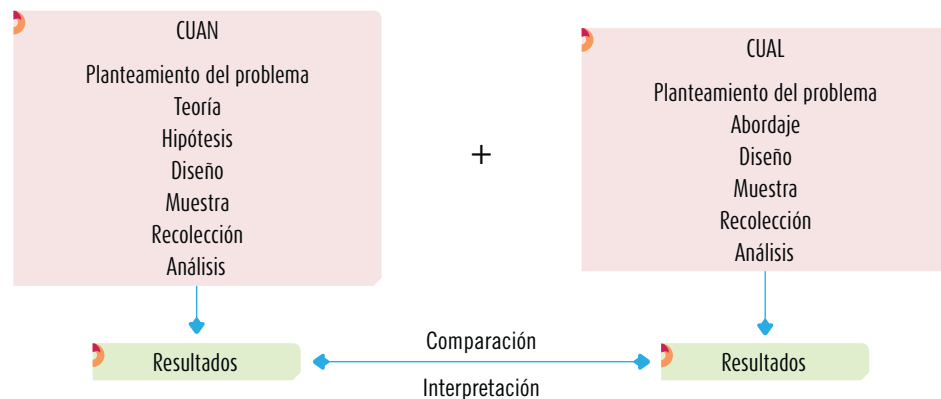 CUAN
Planteamiento del problema
Teoría
Hipótesis
Diseño
Muestra
Recolección
Análisis
+
CUAL
Planteamiento del problema
Abordaje
Diseño
Muestra
Recolección
Análisis
Resultados
Comparación
Interpretación
Resultados